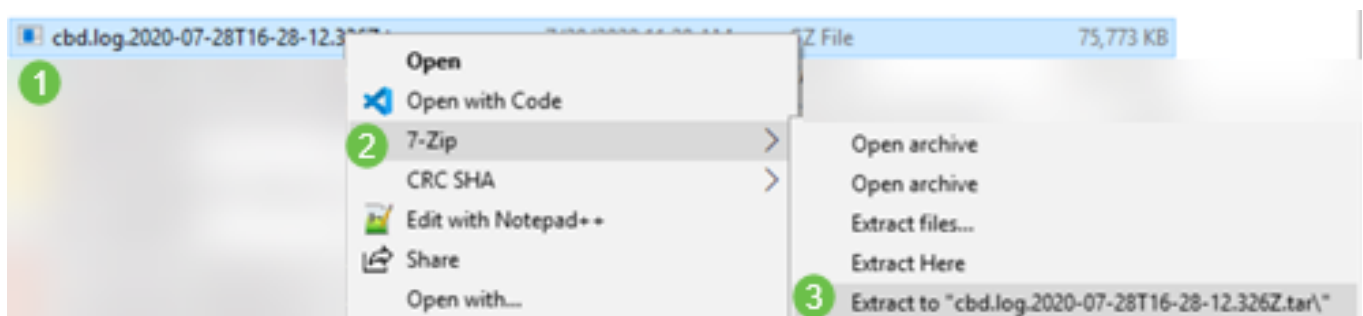 cbd.log.2020-07-28T16-28-12.3 GZ File 75,773 KB
1
Open
Open with Code
2 7-Zip
CRC SHA
Edit with Notepad++
Share
Open with...
Open archive
Open archive
Extract files...
Extract Here
3 Extract to "cbd.log.2020-07-28T16-28-12.326Z.tar\"